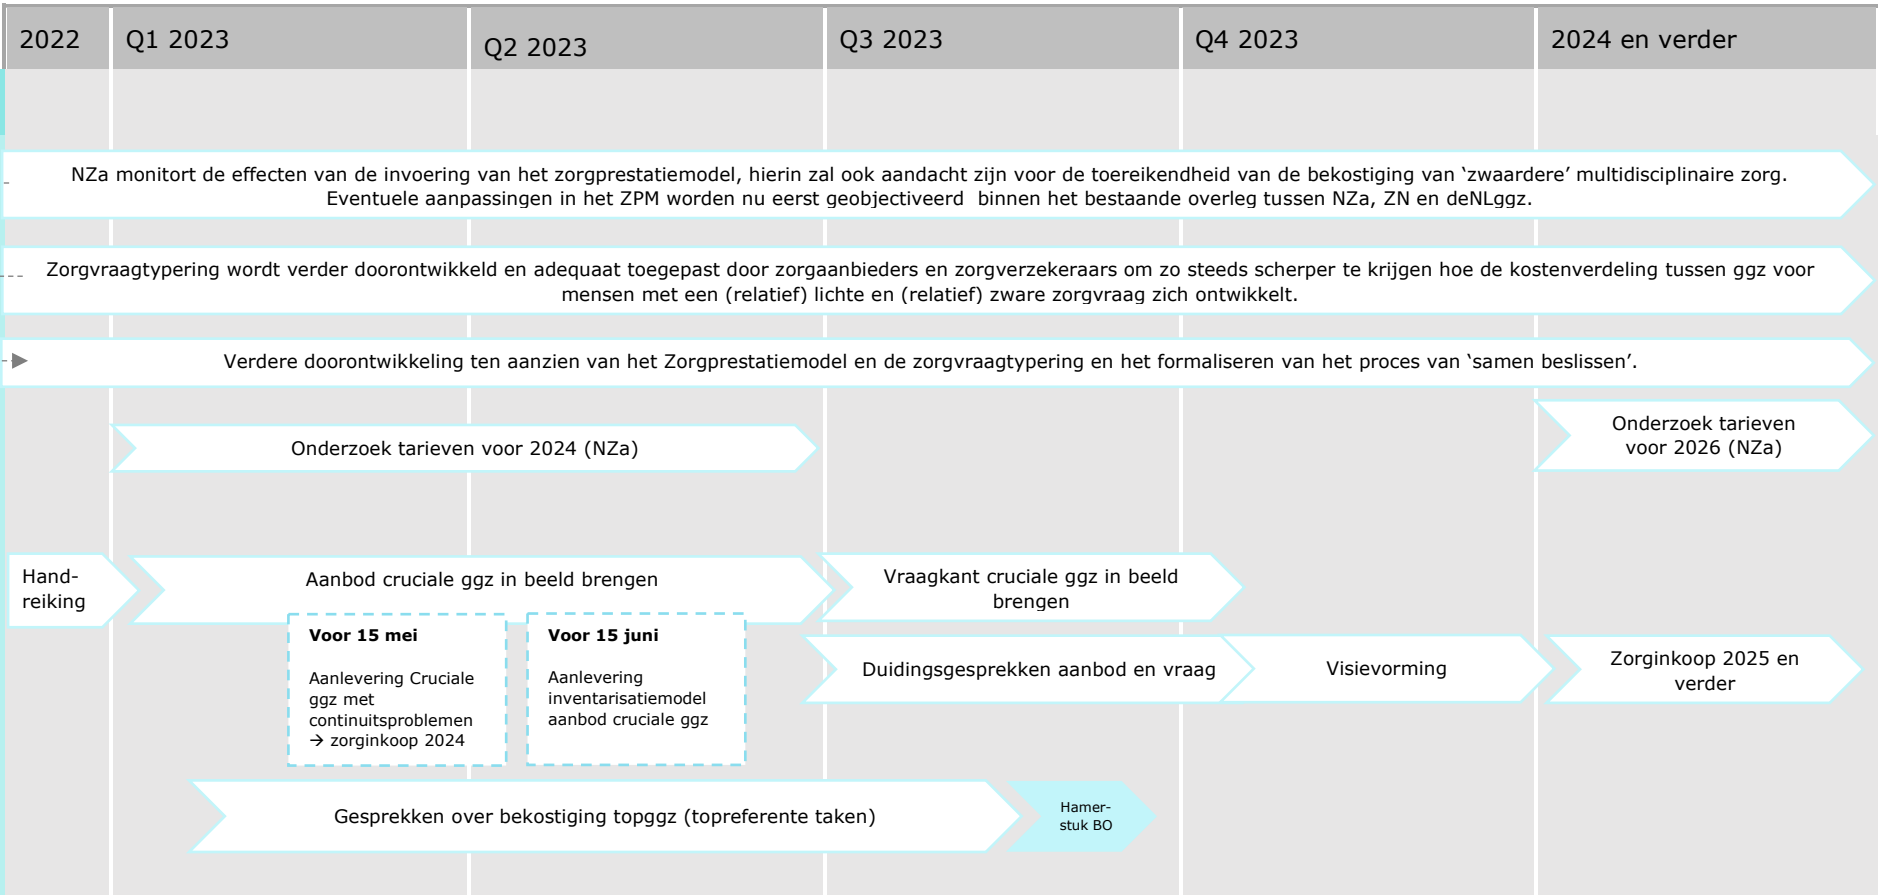 2022
Q1 2023
Q2 2023
Q3 2023
Q4 2023
2024 en verder
NZa monitort de effecten van de invoering van het zorgprestatiemodel, hierin zal ook aandacht zijn voor de toereikendheid van de bekostiging van ‘zwaardere’ multidisciplinaire zorg.
Eventuele aanpassingen in het ZPM worden nu eerst geobjectiveerd  binnen het bestaande overleg tussen NZa, ZN en deNLggz.
Zorgvraagtypering wordt verder doorontwikkeld en adequaat toegepast door zorgaanbieders en zorgverzekeraars om zo steeds scherper te krijgen hoe de kostenverdeling tussen ggz voor
mensen met een (relatief) lichte en (relatief) zware zorgvraag zich ontwikkelt.
Verdere doorontwikkeling ten aanzien van het Zorgprestatiemodel en de zorgvraagtypering en het formaliseren van het proces van ‘samen beslissen’.
Onderzoek tarieven voor 2024 (NZa)
Onderzoek tarieven
voor 2026 (NZa)
Hand-
reiking
Aanbod cruciale ggz in beeld brengen
Vraagkant cruciale ggz in beeld
brengen
Voor 15 mei
Aanlevering Cruciale
ggz met
continuitsproblemen
→ zorginkoop 2024
Voor 15 juni
Aanlevering
inventarisatiemodel
aanbod cruciale ggz
Duidingsgesprekken aanbod en vraag
Visievorming
Zorginkoop 2025 en
verder
Gesprekken over bekostiging topggz (topreferente taken)
Hamer-
stuk BO